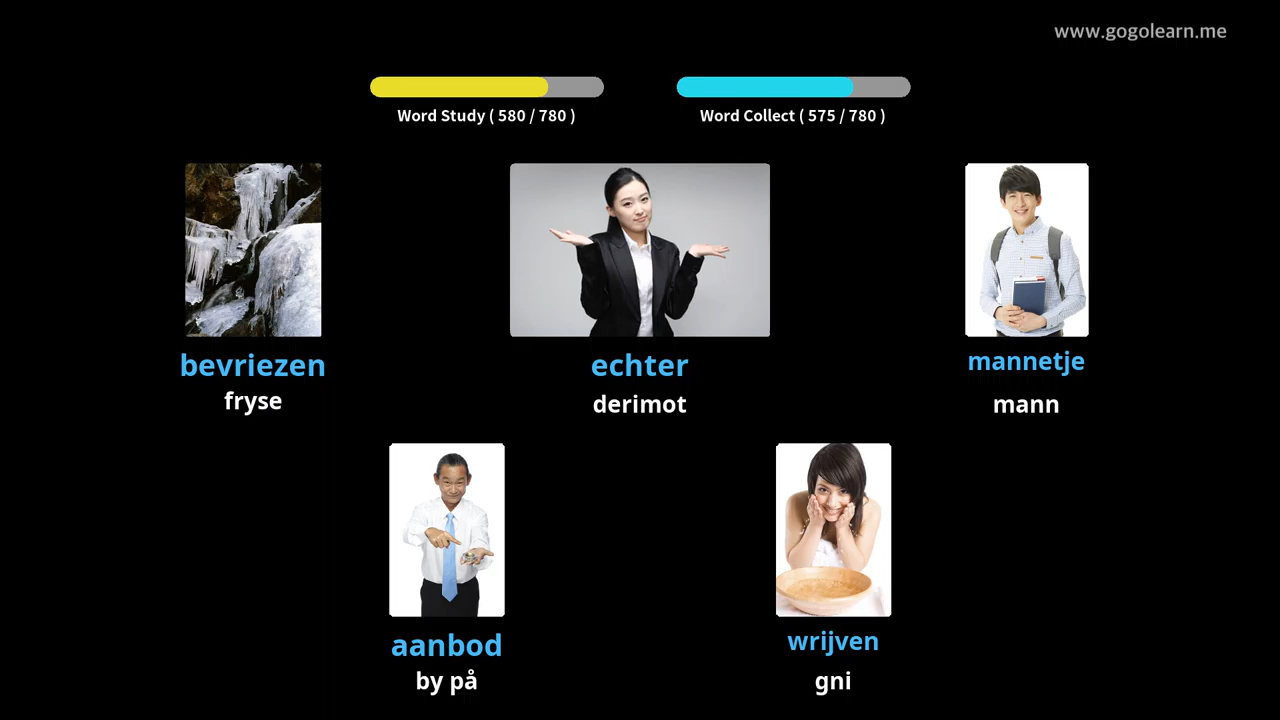 www.gogolearn.me
Word Study ( 580 / 780 )
Word Collect ( 575 / 780 )
bevriezen
fryse
echter
derimot
mannetje
mann
aanbod
by på
wrijven
gni